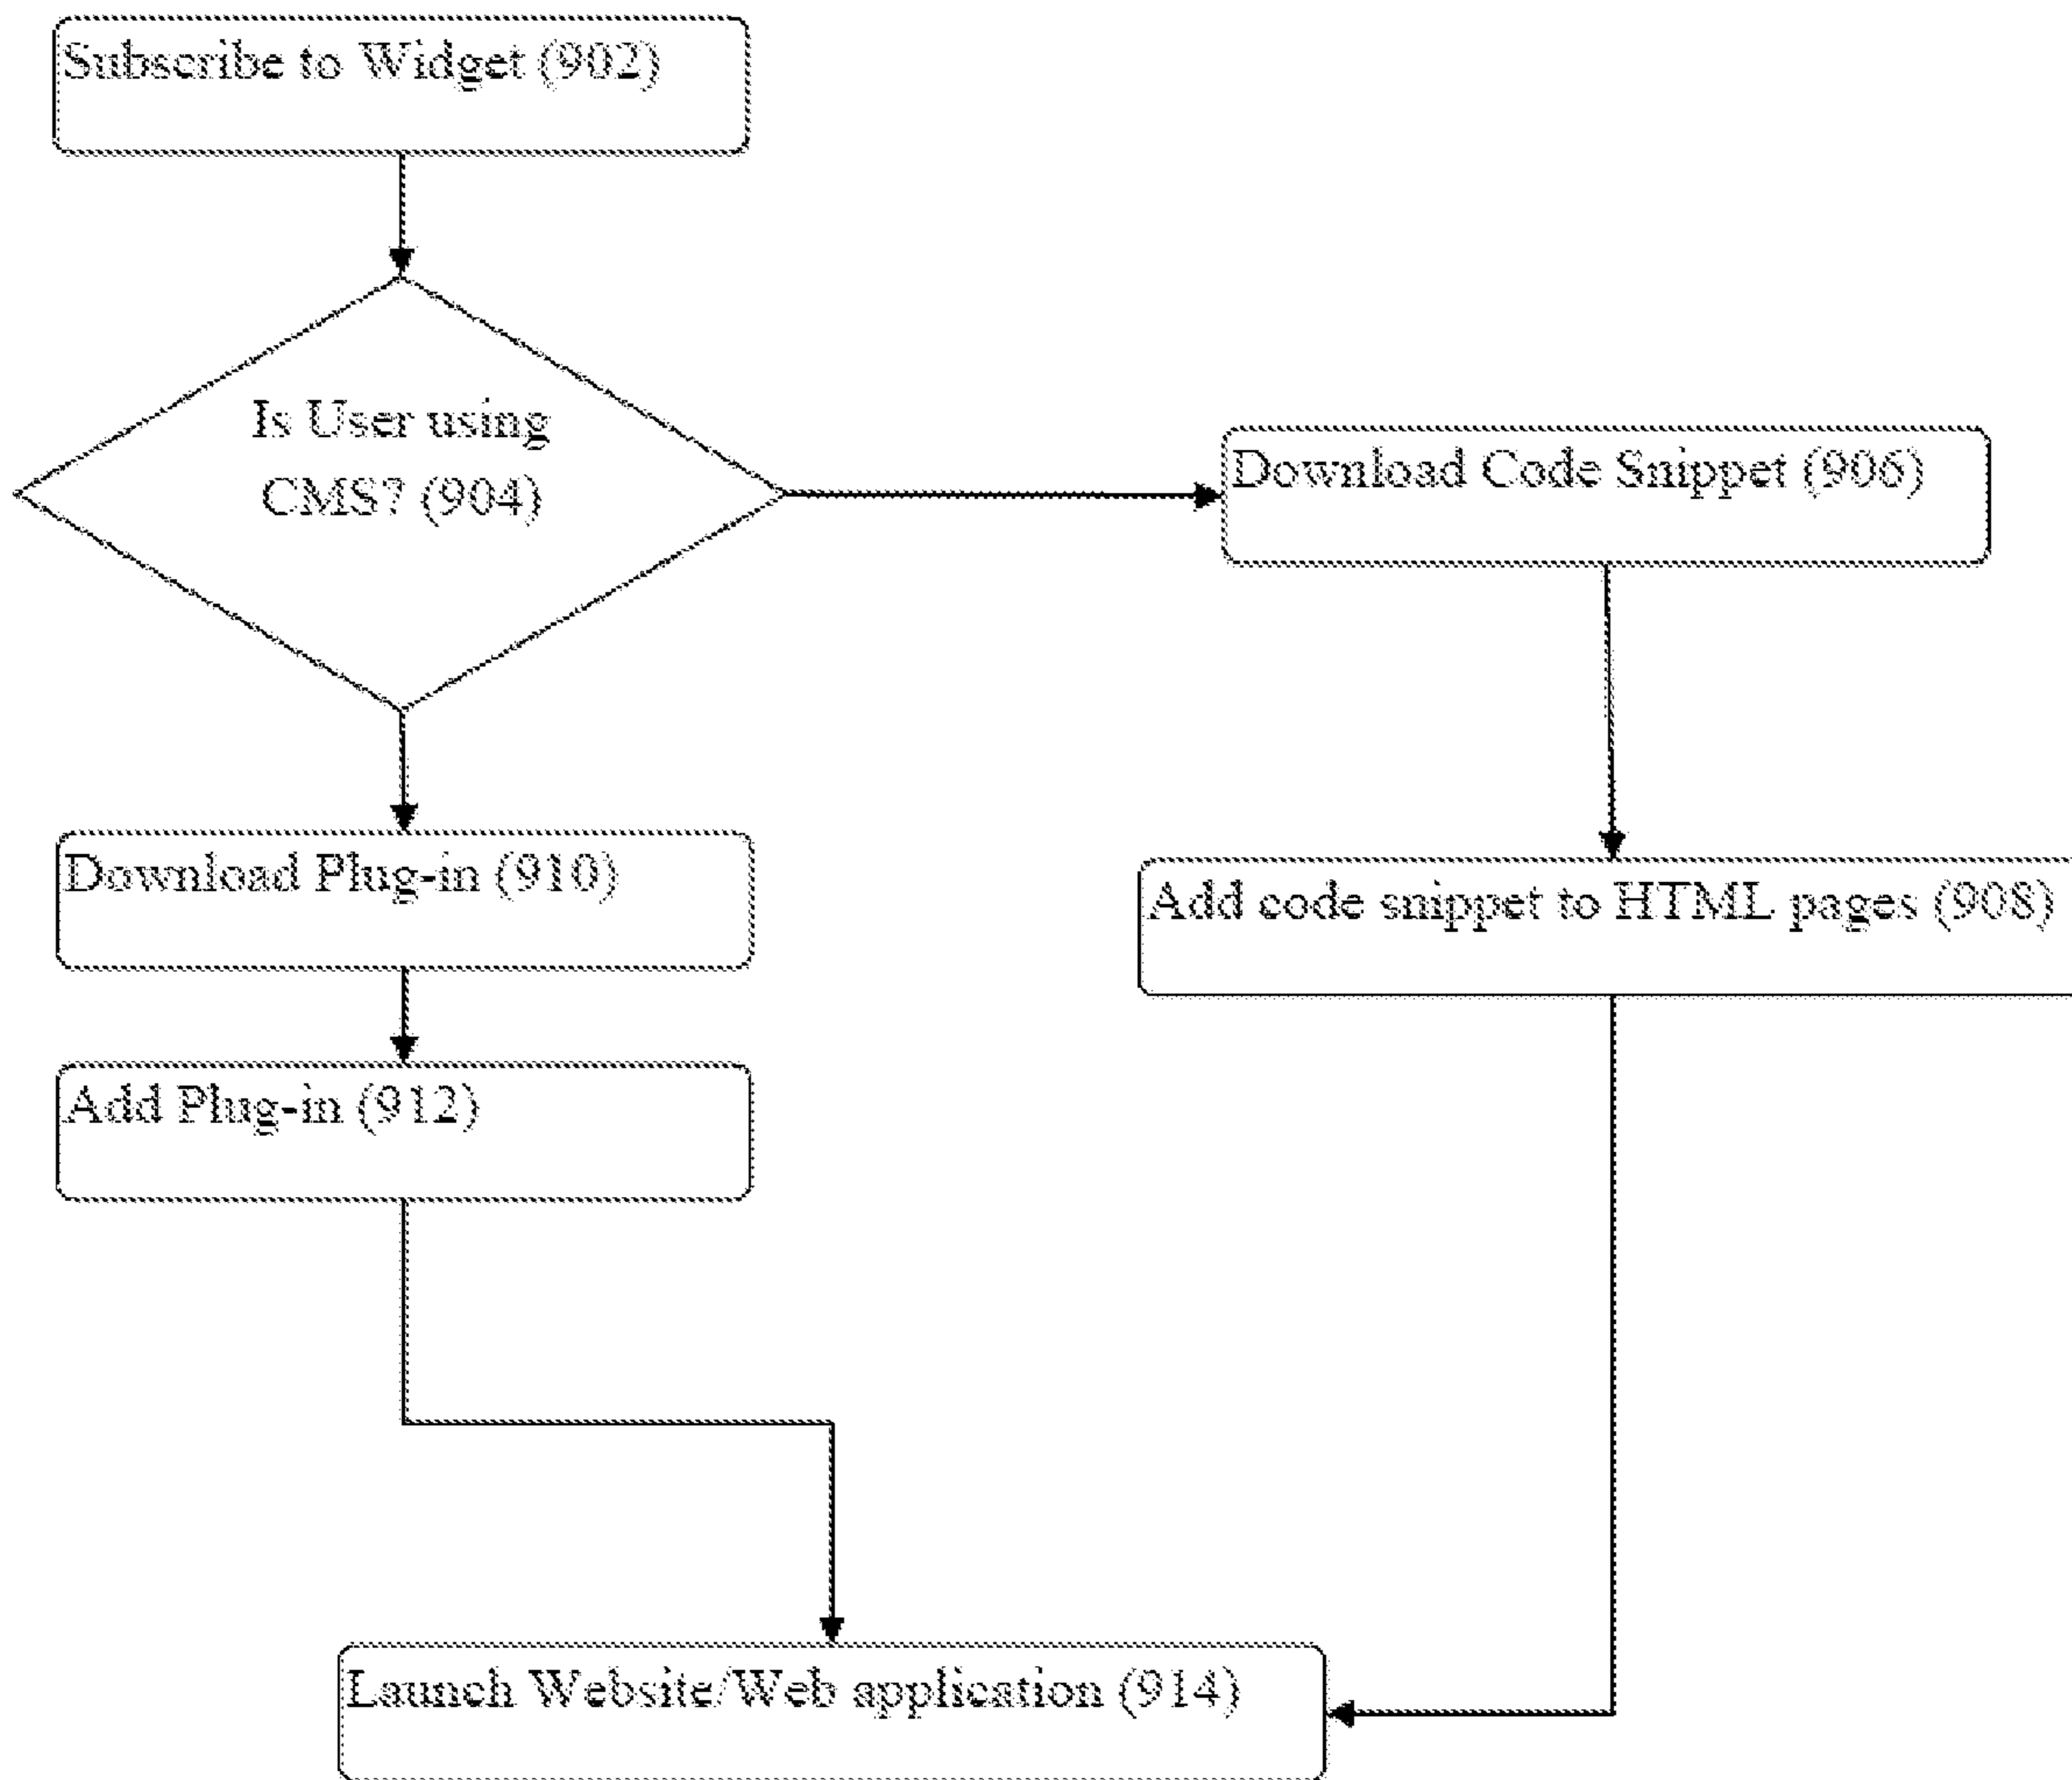 Subscribe to Widget (902)
Is User using
CMS? (904)
Download Code Snippet (906)
Download Plug-in (910)
Add code snippet to HTML pages (908)
Add Plug-in (912)
Launch Website/Web application (914)